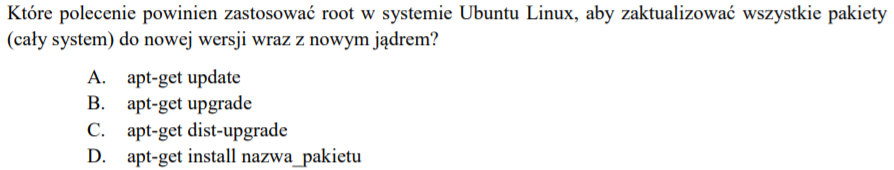 Które polecenie powinien zastosować root w systemie Ubuntu Linux, aby zaktualizować wszystkie pakiety
(cały system) do nowej wersji wraz z nowym jądrem?
A. apt-get update
B. apt-get upgrade
C. apt-get dist-upgrade
D. apt-get install nazwa_pakietu